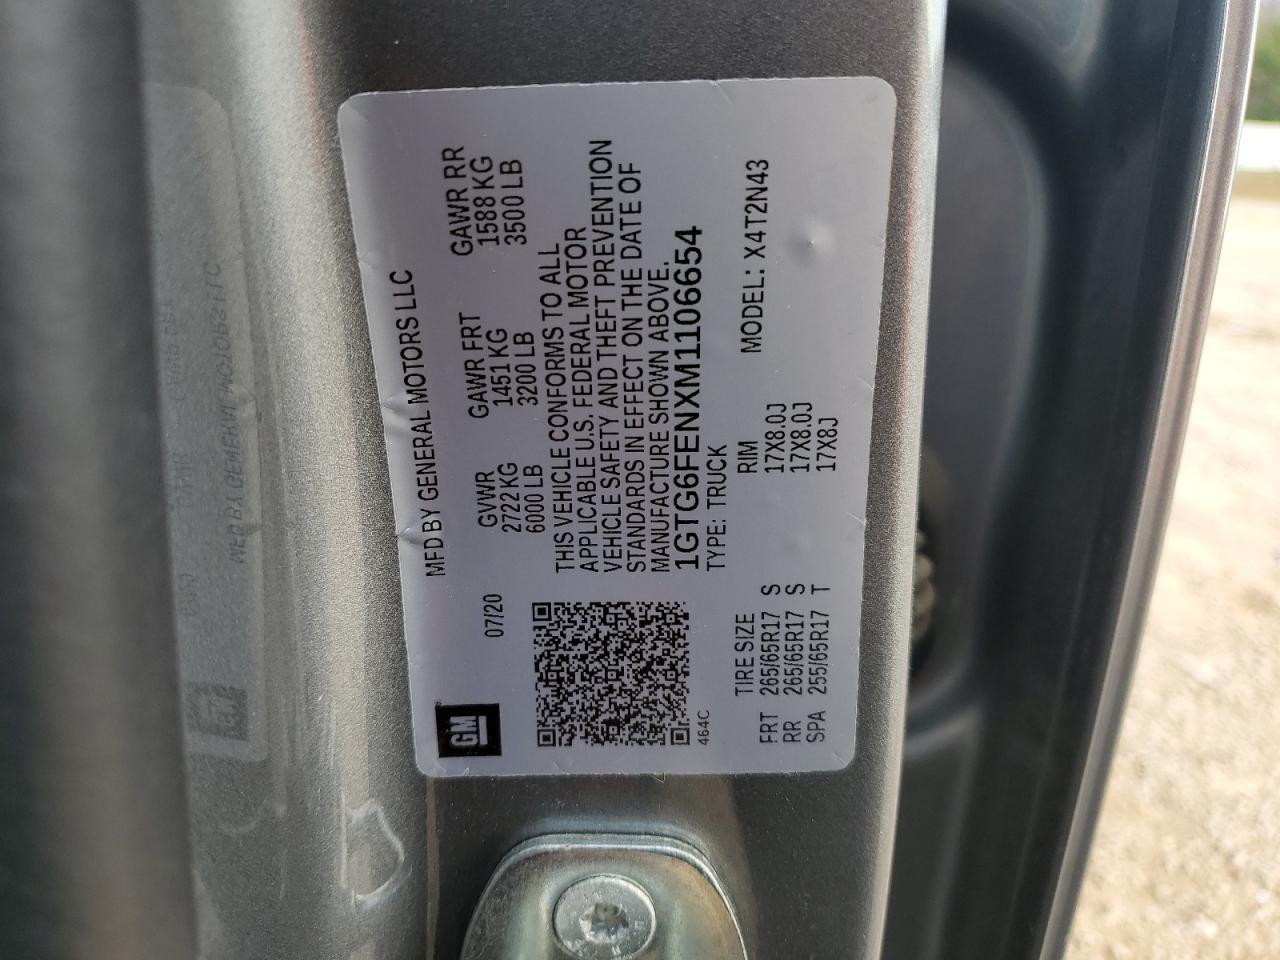 MFD BY GENERAL MOTORS LLC
GM
07/20
GVWR
2722 KG
6000 LB
GAWR FRT
1451 KG
3200 LB
GAWR RR
1588 KG
3500 LB
THIS VEHICLE CONFORMS TO ALL
APPLICABLE U.S. FEDERAL MOTOR
VEHICLE SAFETY AND THEFT PREVENTION
STANDARDS IN EFFECT ON THE DATE OF
MANUFACTURE SHOWN ABOVE.
1GTG6FENXM1106654
TYPE: TRUCK
464C
TIRE SIZE RIM MODEL: X4T2N43
FRT 265/65R17 S 17X8.0J
RR 265/65R17 S 17X8.0J
SPA 255/65R17 T 17X8J